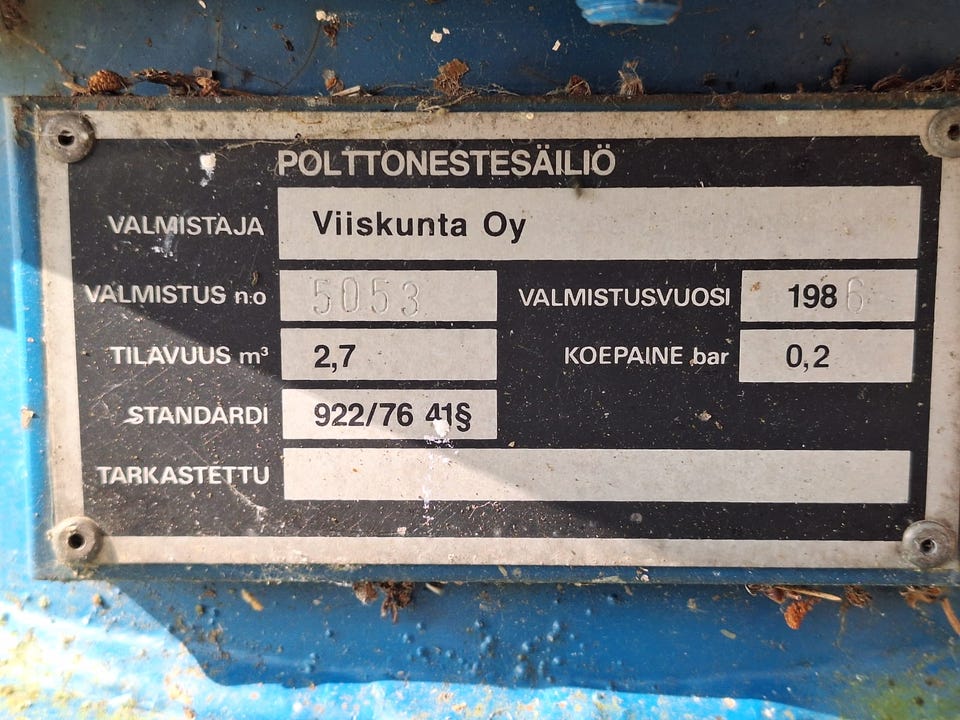 POLTTONESTESÄILIÖ
VALMISTAJA Viiskunta Oy
VALMISTUS n:o 5053 VALMISTUSVUOSI 1986
TILAVUUS m³ 2,7 KOEPAINE bar 0,2
STANDARDI 922/76 41§
TARKASTETTU